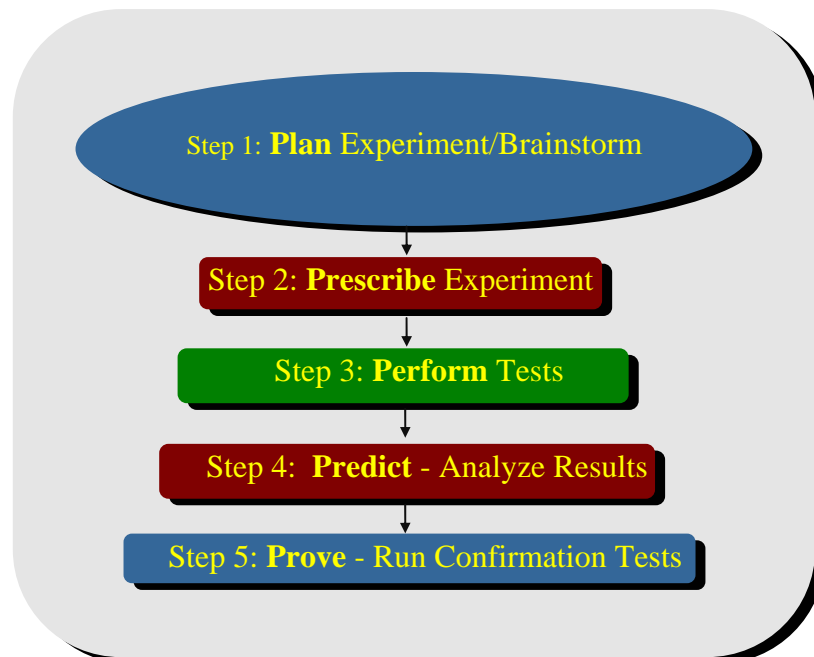 Step 1: Plan Experiment/Brainstorm
Step 2: Prescribe Experiment
Step 3: Perform Tests
Step 4: Predict - Analyze Results
Step 5: Prove - Run Confirmation Tests